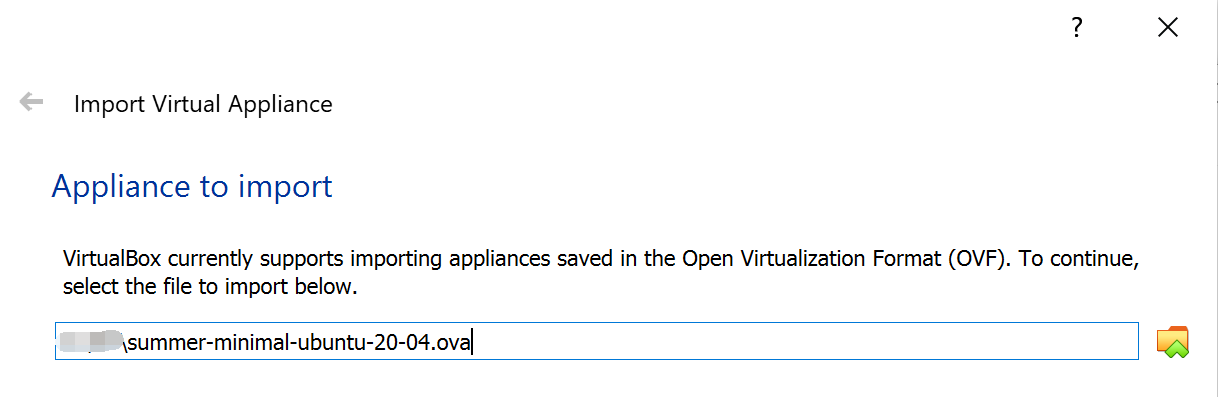 ?
Import Virtual Appliance
Appliance to import
VirtualBox currently supports importing appliances saved in the Open Virtualization Format (OVF). To continue,
select the file to import below.
\summer-minimal-ubuntu-20-04.ova